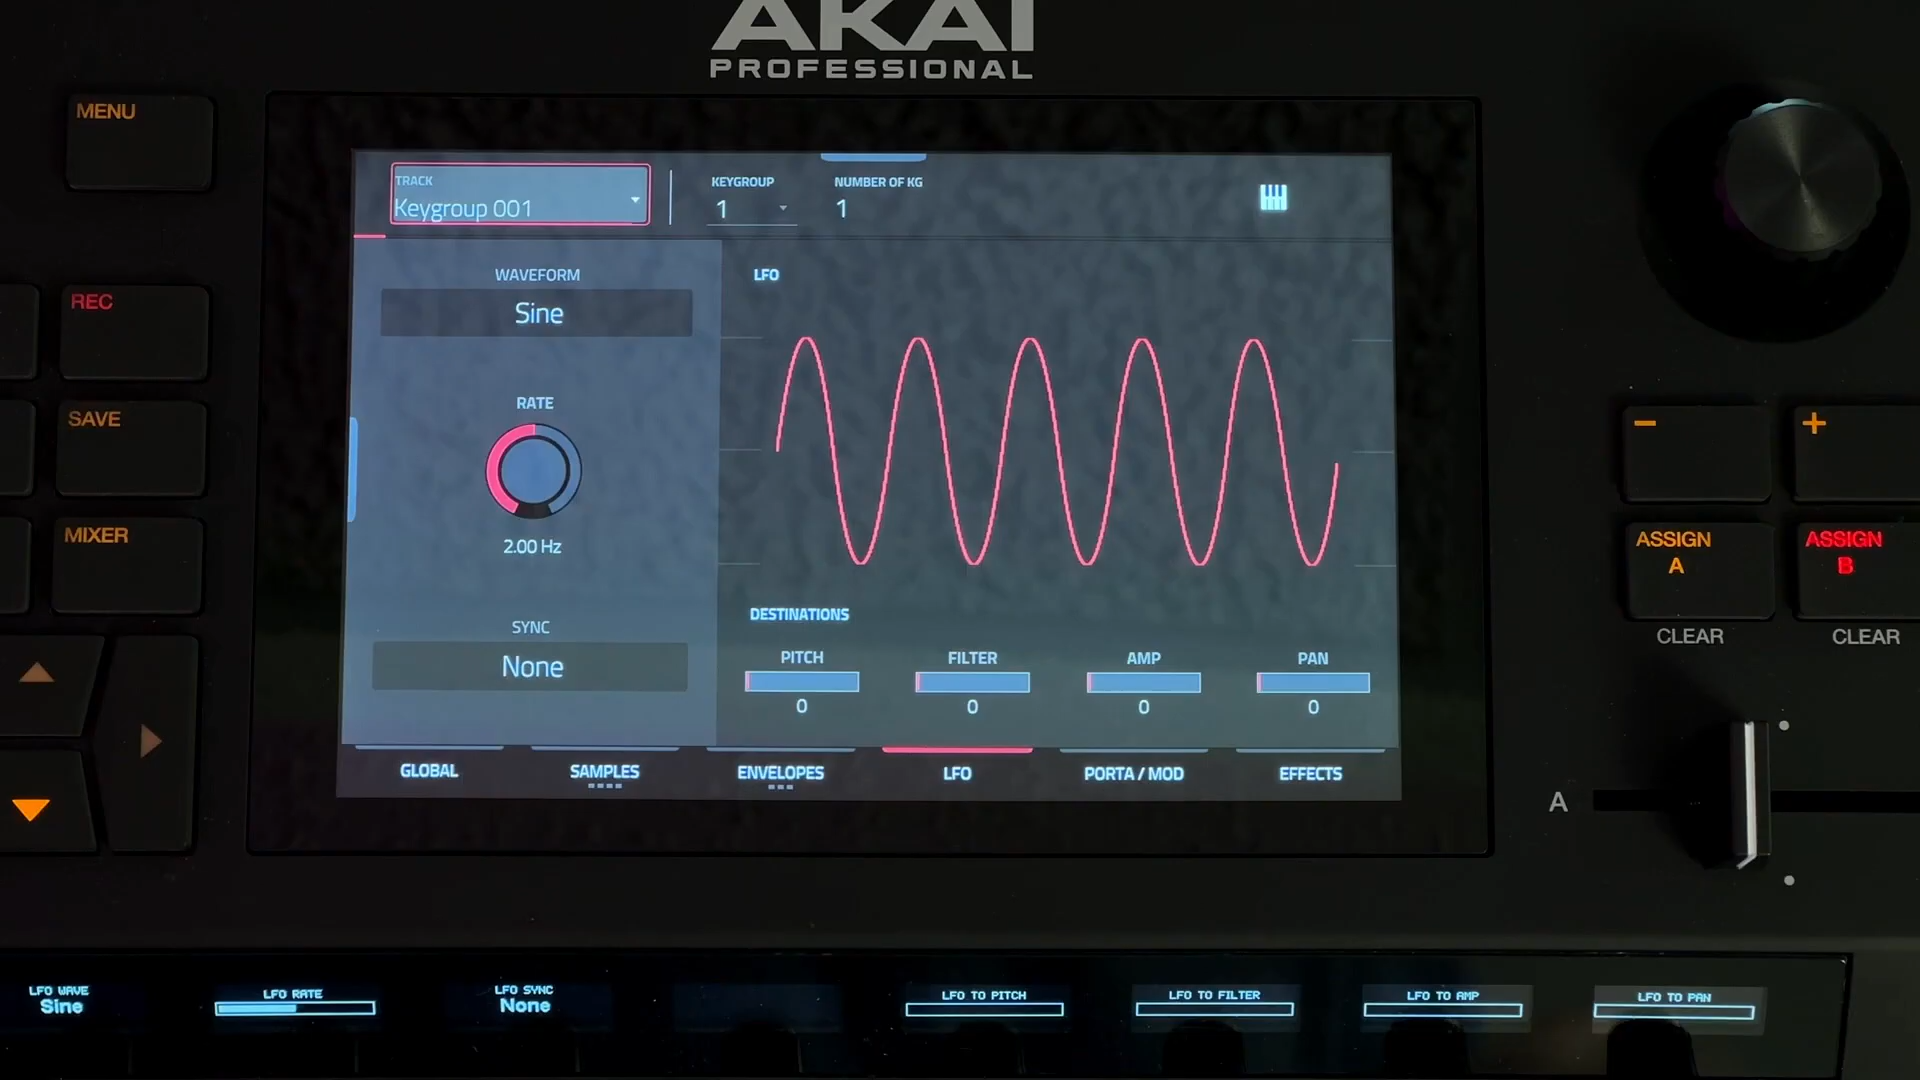 AKAI
PROFESSIONAL
MENU
REC
SAVE
MIXER
TRACK
Keygroup 001
KEYGROUP
1
NUMBER OF KG
1
WAVEFORM
Sine
RATE
2.00 Hz
SYNC
None
LFO
DESTINATIONS
PITCH
FILTER
AMP
PAN
0
0
0
0
GLOBAL
SAMPLES
ENVELOPES
LFO
PORTA / MOD
EFFECTS
−
+
ASSIGN
A
ASSIGN
B
CLEAR
CLEAR
A
LFO WAVE
Sine
LFO RATE
LFO SYNC
None
LFO TO PITCH
LFO TO FILTER
LFO TO AMP
LFO TO PAN